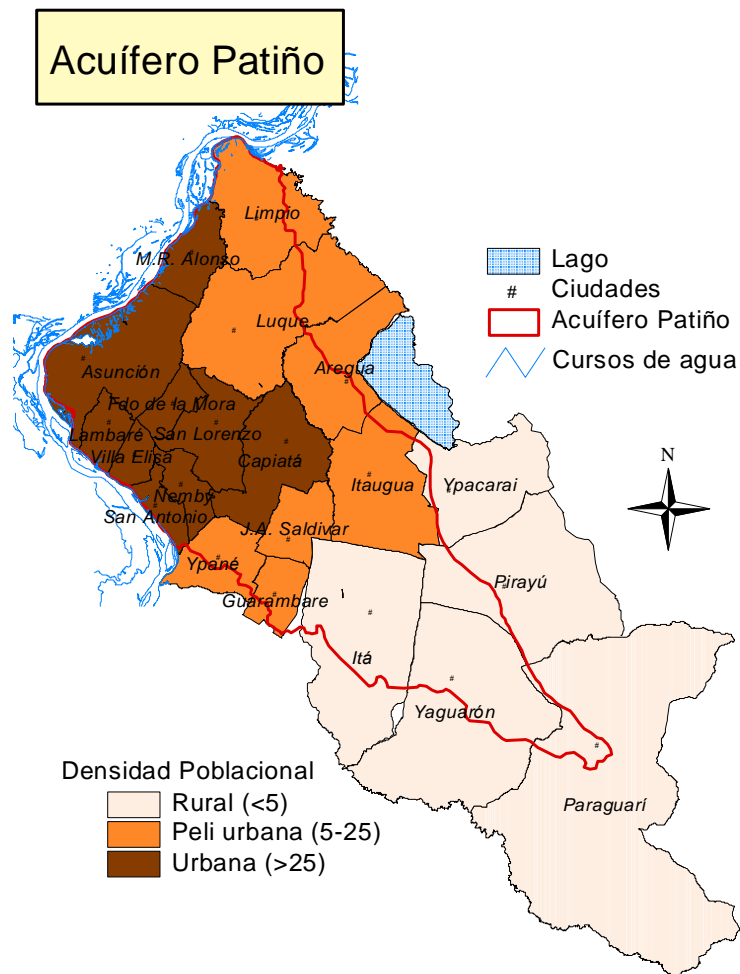 Acuífero Patiño
Limpio
M.R. Alonso
Lago
# Ciudades
Acuífero Patiño
Cursos de agua
Luque
Asunción
Aregua
Fdo de la Mora
Lambaré
San Lorenzo
Villa Elisa
Capiatá
Itaugua
Ypacarai
N
Nemby
San Antonio
J.A. Saldivar
Ypané
Pirayú
Guarambare
Itá
Yaguarón
Paraguarí
Densidad Poblacional
Rural (<5)
Peli urbana (5-25)
Urbana (>25)